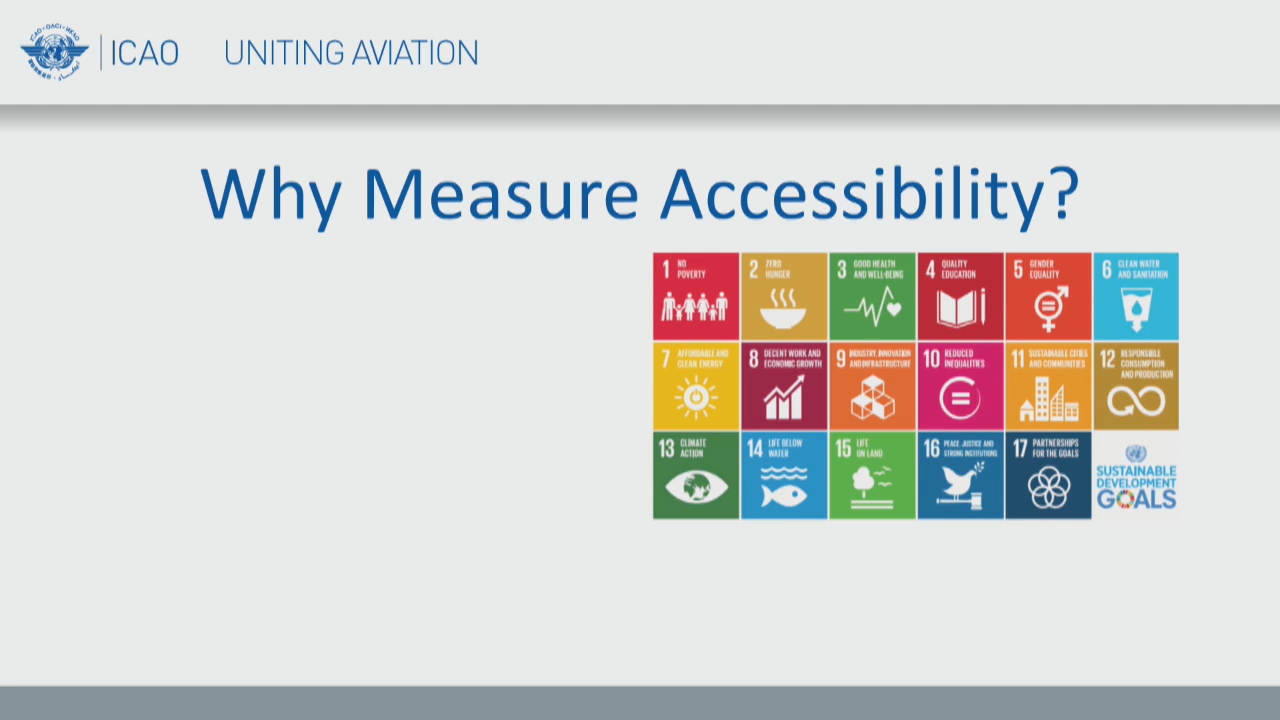 ICAO · OACI · ИКАО
ICAO
UNITING AVIATION
Why Measure Accessibility?
1 NO
POVERTY
2 ZERO
HUNGER
3 GOOD HEALTH
AND WELL-BEING
4 QUALITY
EDUCATION
5 GENDER
EQUALITY
6 CLEAN WATER
AND SANITATION
7 AFFORDABLE AND
CLEAN ENERGY
8 DECENT WORK AND
ECONOMIC GROWTH
9 INDUSTRY, INNOVATION
AND INFRASTRUCTURE
10 REDUCED
INEQUALITIES
11 SUSTAINABLE CITIES
AND COMMUNITIES
12 RESPONSIBLE
CONSUMPTION
AND PRODUCTION
13 CLIMATE
ACTION
14 LIFE BELOW
WATER
15 LIFE
ON LAND
16 PEACE, JUSTICE AND
STRONG INSTITUTIONS
17 PARTNERSHIPS
FOR THE GOALS
SUSTAINABLE
DEVELOPMENT
GOALS